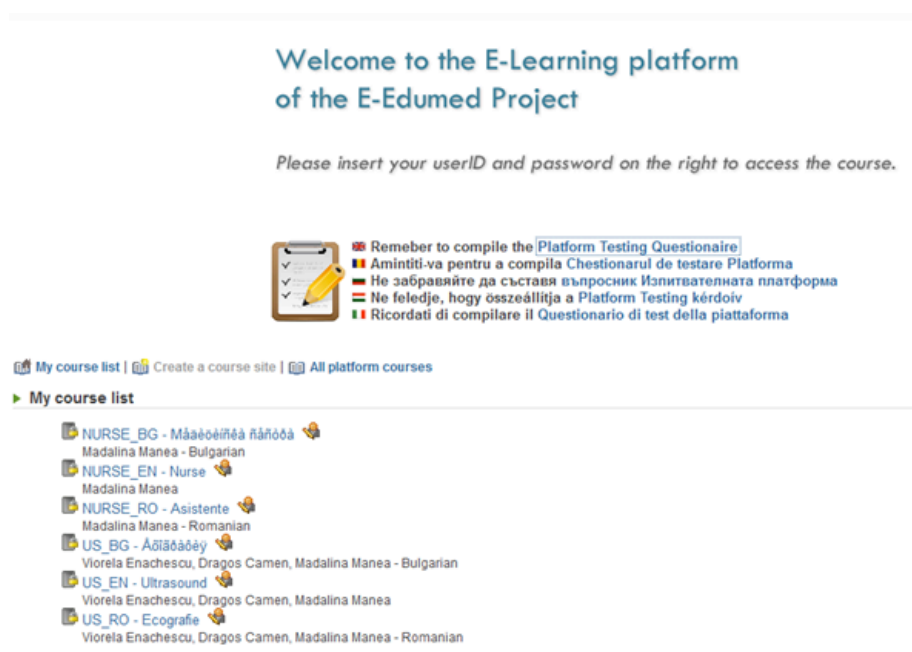 Welcome to the E-Learning platform
of the E-Edumed Project
Please insert your userID and password on the right to access the course.
Remeber to compile the Platform Testing Questionaire
Amintiti-va pentru a compila Chestionarul de testare Platforma
Не забравяйте да съставя въпросник Изпитвателната платформа
Ne feledje, hogy összeállítja a Platform Testing kérdoív
Ricordati di compilare il Questionario di test della piattaforma
My course list | Create a course site | All platform courses
My course list
NURSE_BG - Ìåäèöèíñêà ñåñòðà
Madalina Manea - Bulgarian
NURSE_EN - Nurse
Madalina Manea
NURSE_RO - Asistente
Madalina Manea - Romanian
US_BG - Åõîãðàôèÿ
Viorela Enachescu, Dragos Camen, Madalina Manea - Bulgarian
US_EN - Ultrasound
Viorela Enachescu, Dragos Camen, Madalina Manea
US_RO - Ecografie
Viorela Enachescu, Dragos Camen, Madalina Manea - Romanian